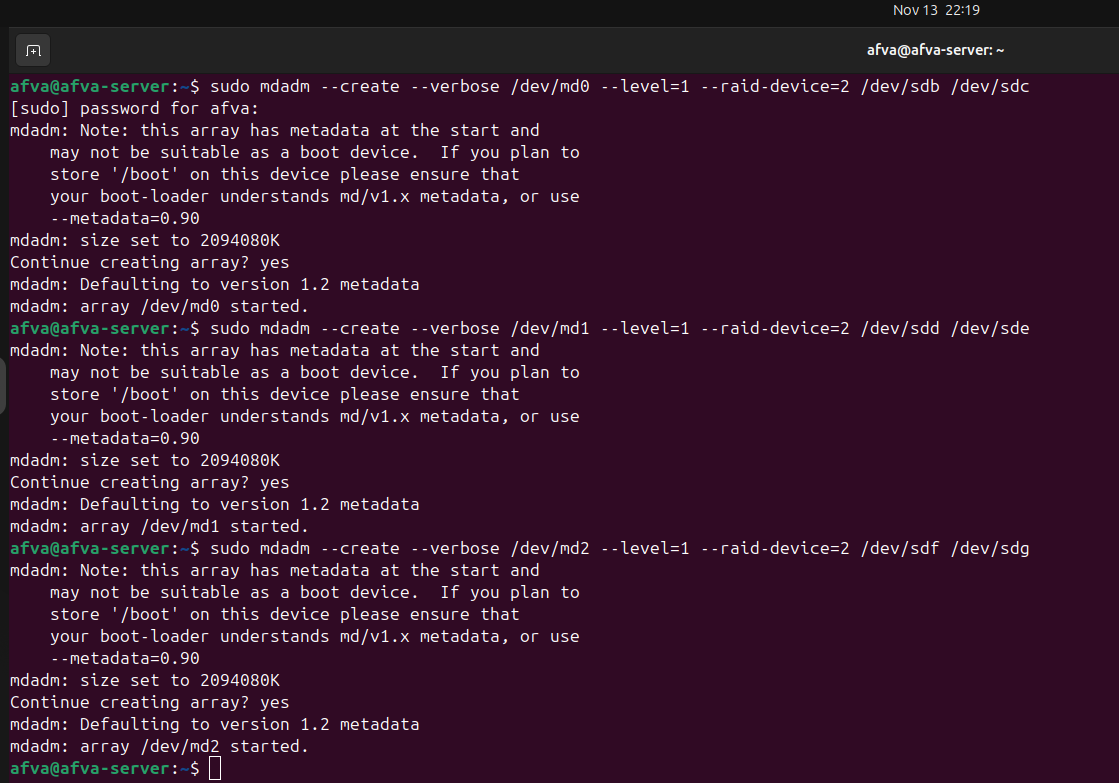 Nov 13 22:19
afva@afva-server: ~
afva@afva-server:~$ sudo mdadm --create --verbose /dev/md0 --level=1 --raid-device=2 /dev/sdb /dev/sdc
[sudo] password for afva:
mdadm: Note: this array has metadata at the start and
    may not be suitable as a boot device.  If you plan to
    store '/boot' on this device please ensure that
    your boot-loader understands md/v1.x metadata, or use
    --metadata=0.90
mdadm: size set to 2094080K
Continue creating array? yes
mdadm: Defaulting to version 1.2 metadata
mdadm: array /dev/md0 started.
afva@afva-server:~$ sudo mdadm --create --verbose /dev/md1 --level=1 --raid-device=2 /dev/sdd /dev/sde
mdadm: Note: this array has metadata at the start and
    may not be suitable as a boot device.  If you plan to
    store '/boot' on this device please ensure that
    your boot-loader understands md/v1.x metadata, or use
    --metadata=0.90
mdadm: size set to 2094080K
Continue creating array? yes
mdadm: Defaulting to version 1.2 metadata
mdadm: array /dev/md1 started.
afva@afva-server:~$ sudo mdadm --create --verbose /dev/md2 --level=1 --raid-device=2 /dev/sdf /dev/sdg
mdadm: Note: this array has metadata at the start and
    may not be suitable as a boot device.  If you plan to
    store '/boot' on this device please ensure that
    your boot-loader understands md/v1.x metadata, or use
    --metadata=0.90
mdadm: size set to 2094080K
Continue creating array? yes
mdadm: Defaulting to version 1.2 metadata
mdadm: array /dev/md2 started.
afva@afva-server:~$